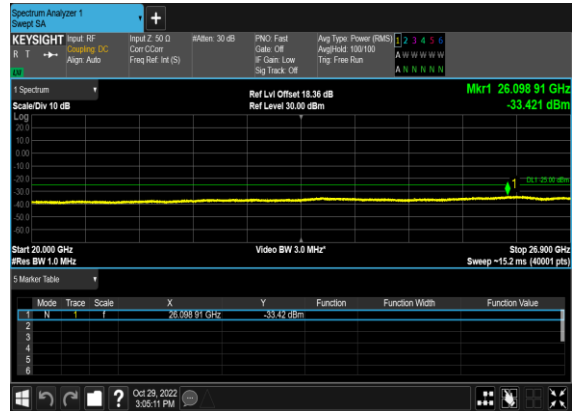 Spectrum Analyzer 1
Swept SA
+
KEYSIGHT Input: RF Input Z: 50 Ω #Atten: 30 dB PNO: Fast Avg Type: Power (RMS) 1 2 3 4 5 6
R T Coupling: DC Corr CCorr Gate: Off Avg|Hold: 100/100 A W W W W W
Align: Auto Freq Ref: Int (S) IF Gain: Low Trig: Free Run
Sig Track: Off A N N N N N
1 Spectrum Ref Lvl Offset 18.36 dB Mkr1 26.098 91 GHz
Scale/Div 10 dB Ref Level 30.00 dBm -33.421 dBm
Log
20.0
10.0
0.00
-10.0
-20.0
1 DL1 -25.00 dBm
-30.0
-40.0
-50.0
-60.0
Start 20.000 GHz Video BW 3.0 MHz* Stop 26.900 GHz
#Res BW 1.0 MHz Sweep ~15.2 ms (40001 pts)
5 Marker Table
Mode Trace Scale X Y Function Function Width Function Value
1 N 1 f 26.098 91 GHz -33.42 dBm
2
3
4
5
6
? Oct 29, 2022
3:05:11 PM